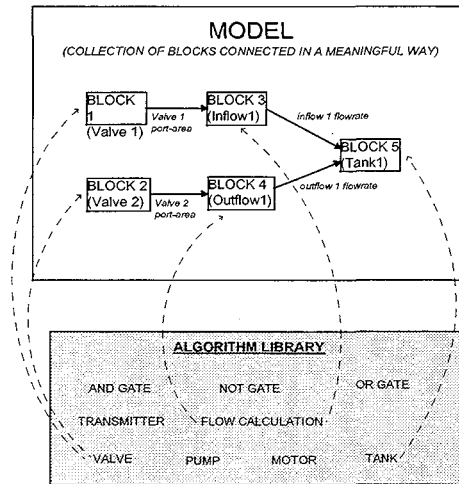 MODEL
(COLLECTION OF BLOCKS CONNECTED IN A MEANINGFUL WAY)
BLOCK
1
(Valve 1)
Valve 1
port-area
BLOCK 3
(Inflow1)
inflow 1 flowrate
BLOCK 5
(Tank1)
BLOCK 2
(Valve 2)
Valve 2
port-area
BLOCK 4
(Outflow1)
outflow 1 flowrate
ALGORITHM LIBRARY
AND GATE
NOT GATE
OR GATE
TRANSMITTER
FLOW CALCULATION
VALVE
PUMP
MOTOR
TANK